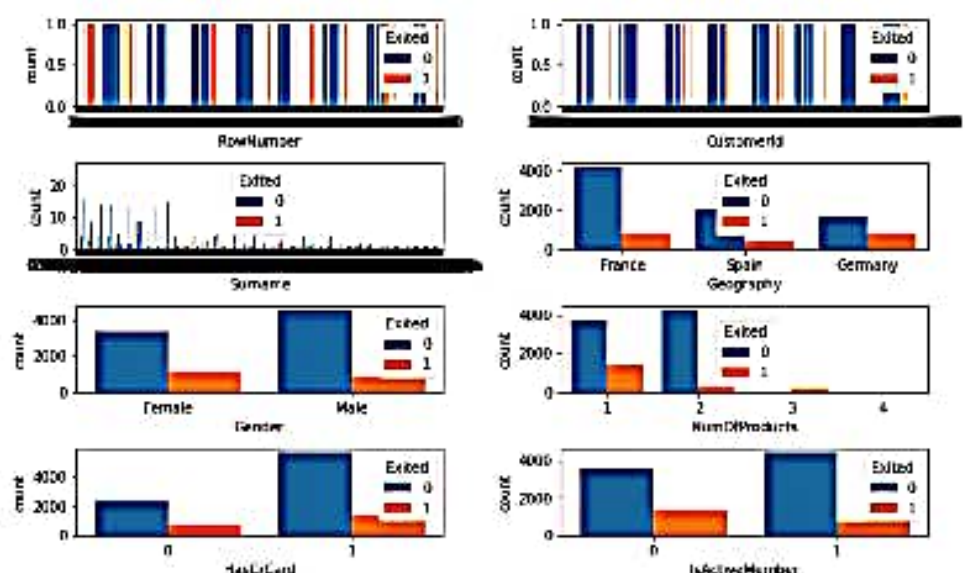 1.0
0.5
0.0
count
Exited
0
1
RowNumber
1.0
0.5
0.0
count
Exited
0
1
CustomerId
20
10
0
count
Exited
0
1
Surname
4000
2000
0
count
Exited
0
1
France Spain Germany
Geography
4000
2000
0
count
Exited
0
1
Female Male
Gender
4000
2000
0
count
Exited
0
1
1 2 3 4
NumOfProducts
4000
2000
0
count
Exited
0
1
0 1
HasCrCard
4000
2000
0
count
Exited
0
1
0 1
IsActiveMember